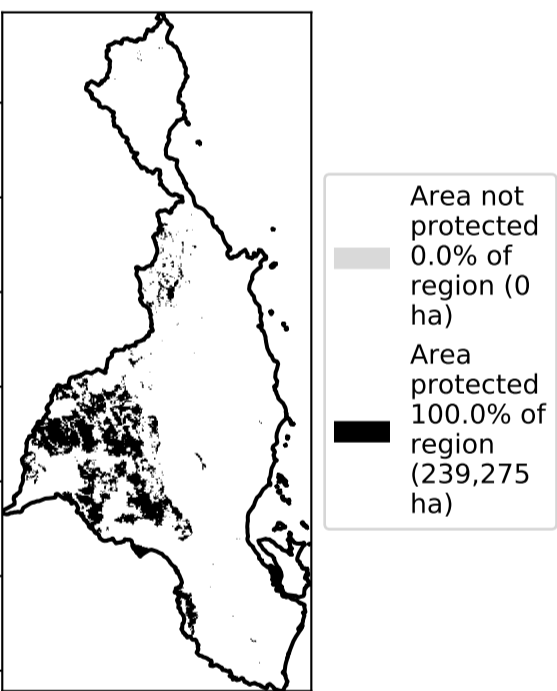 Area not
protected
0.0% of
region (0
ha)
Area
protected
100.0% of
region
(239,275
ha)